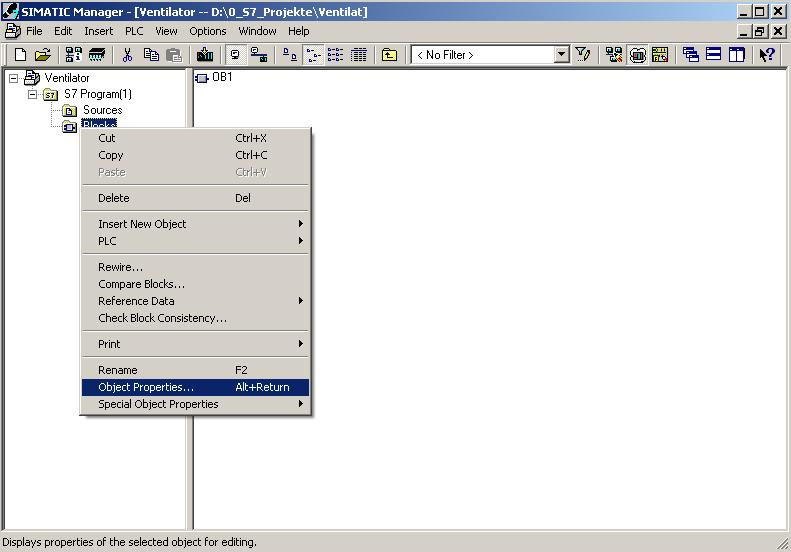 SIMATIC Manager - [Ventilator -- D:\0_S7_Projekte\Ventilat]
File Edit Insert PLC View Options Window Help
< No Filter >
Ventilator
S7 Program(1)
Sources
Blocks
OB1
Cut Ctrl+X
Copy Ctrl+C
Paste Ctrl+V
Delete Del
Insert New Object
PLC
Rewire...
Compare Blocks...
Reference Data
Check Block Consistency...
Print
Rename F2
Object Properties... Alt+Return
Special Object Properties
Displays properties of the selected object for editing.